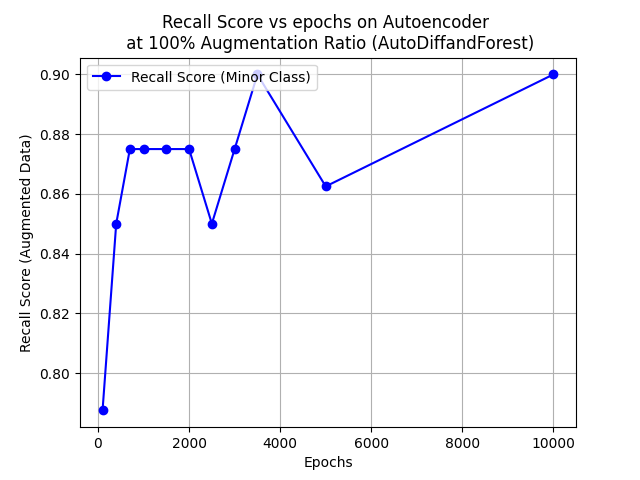 Recall Score vs epochs on Autoencoder
at 100% Augmentation Ratio (AutoDiffandForest)
Recall Score (Minor Class)
Recall Score (Augmented Data)
0.90
0.88
0.86
0.84
0.82
0.80
0 2000 4000 6000 8000 10000
Epochs